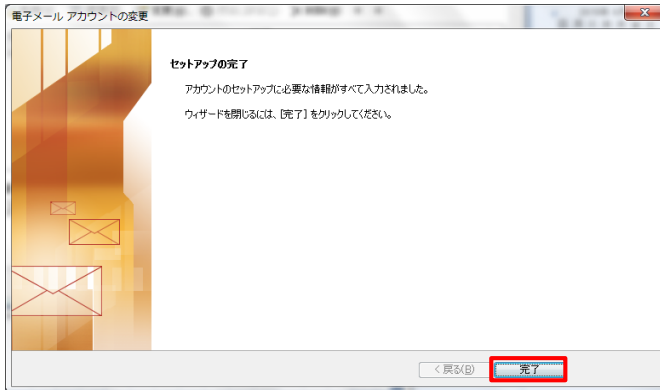 電子メール アカウントの変更
セットアップの完了
アカウントのセットアップに必要な情報がすべて入力されました。
ウィザードを閉じるには、[完了] をクリックしてください。
< 戻る(B)
完了